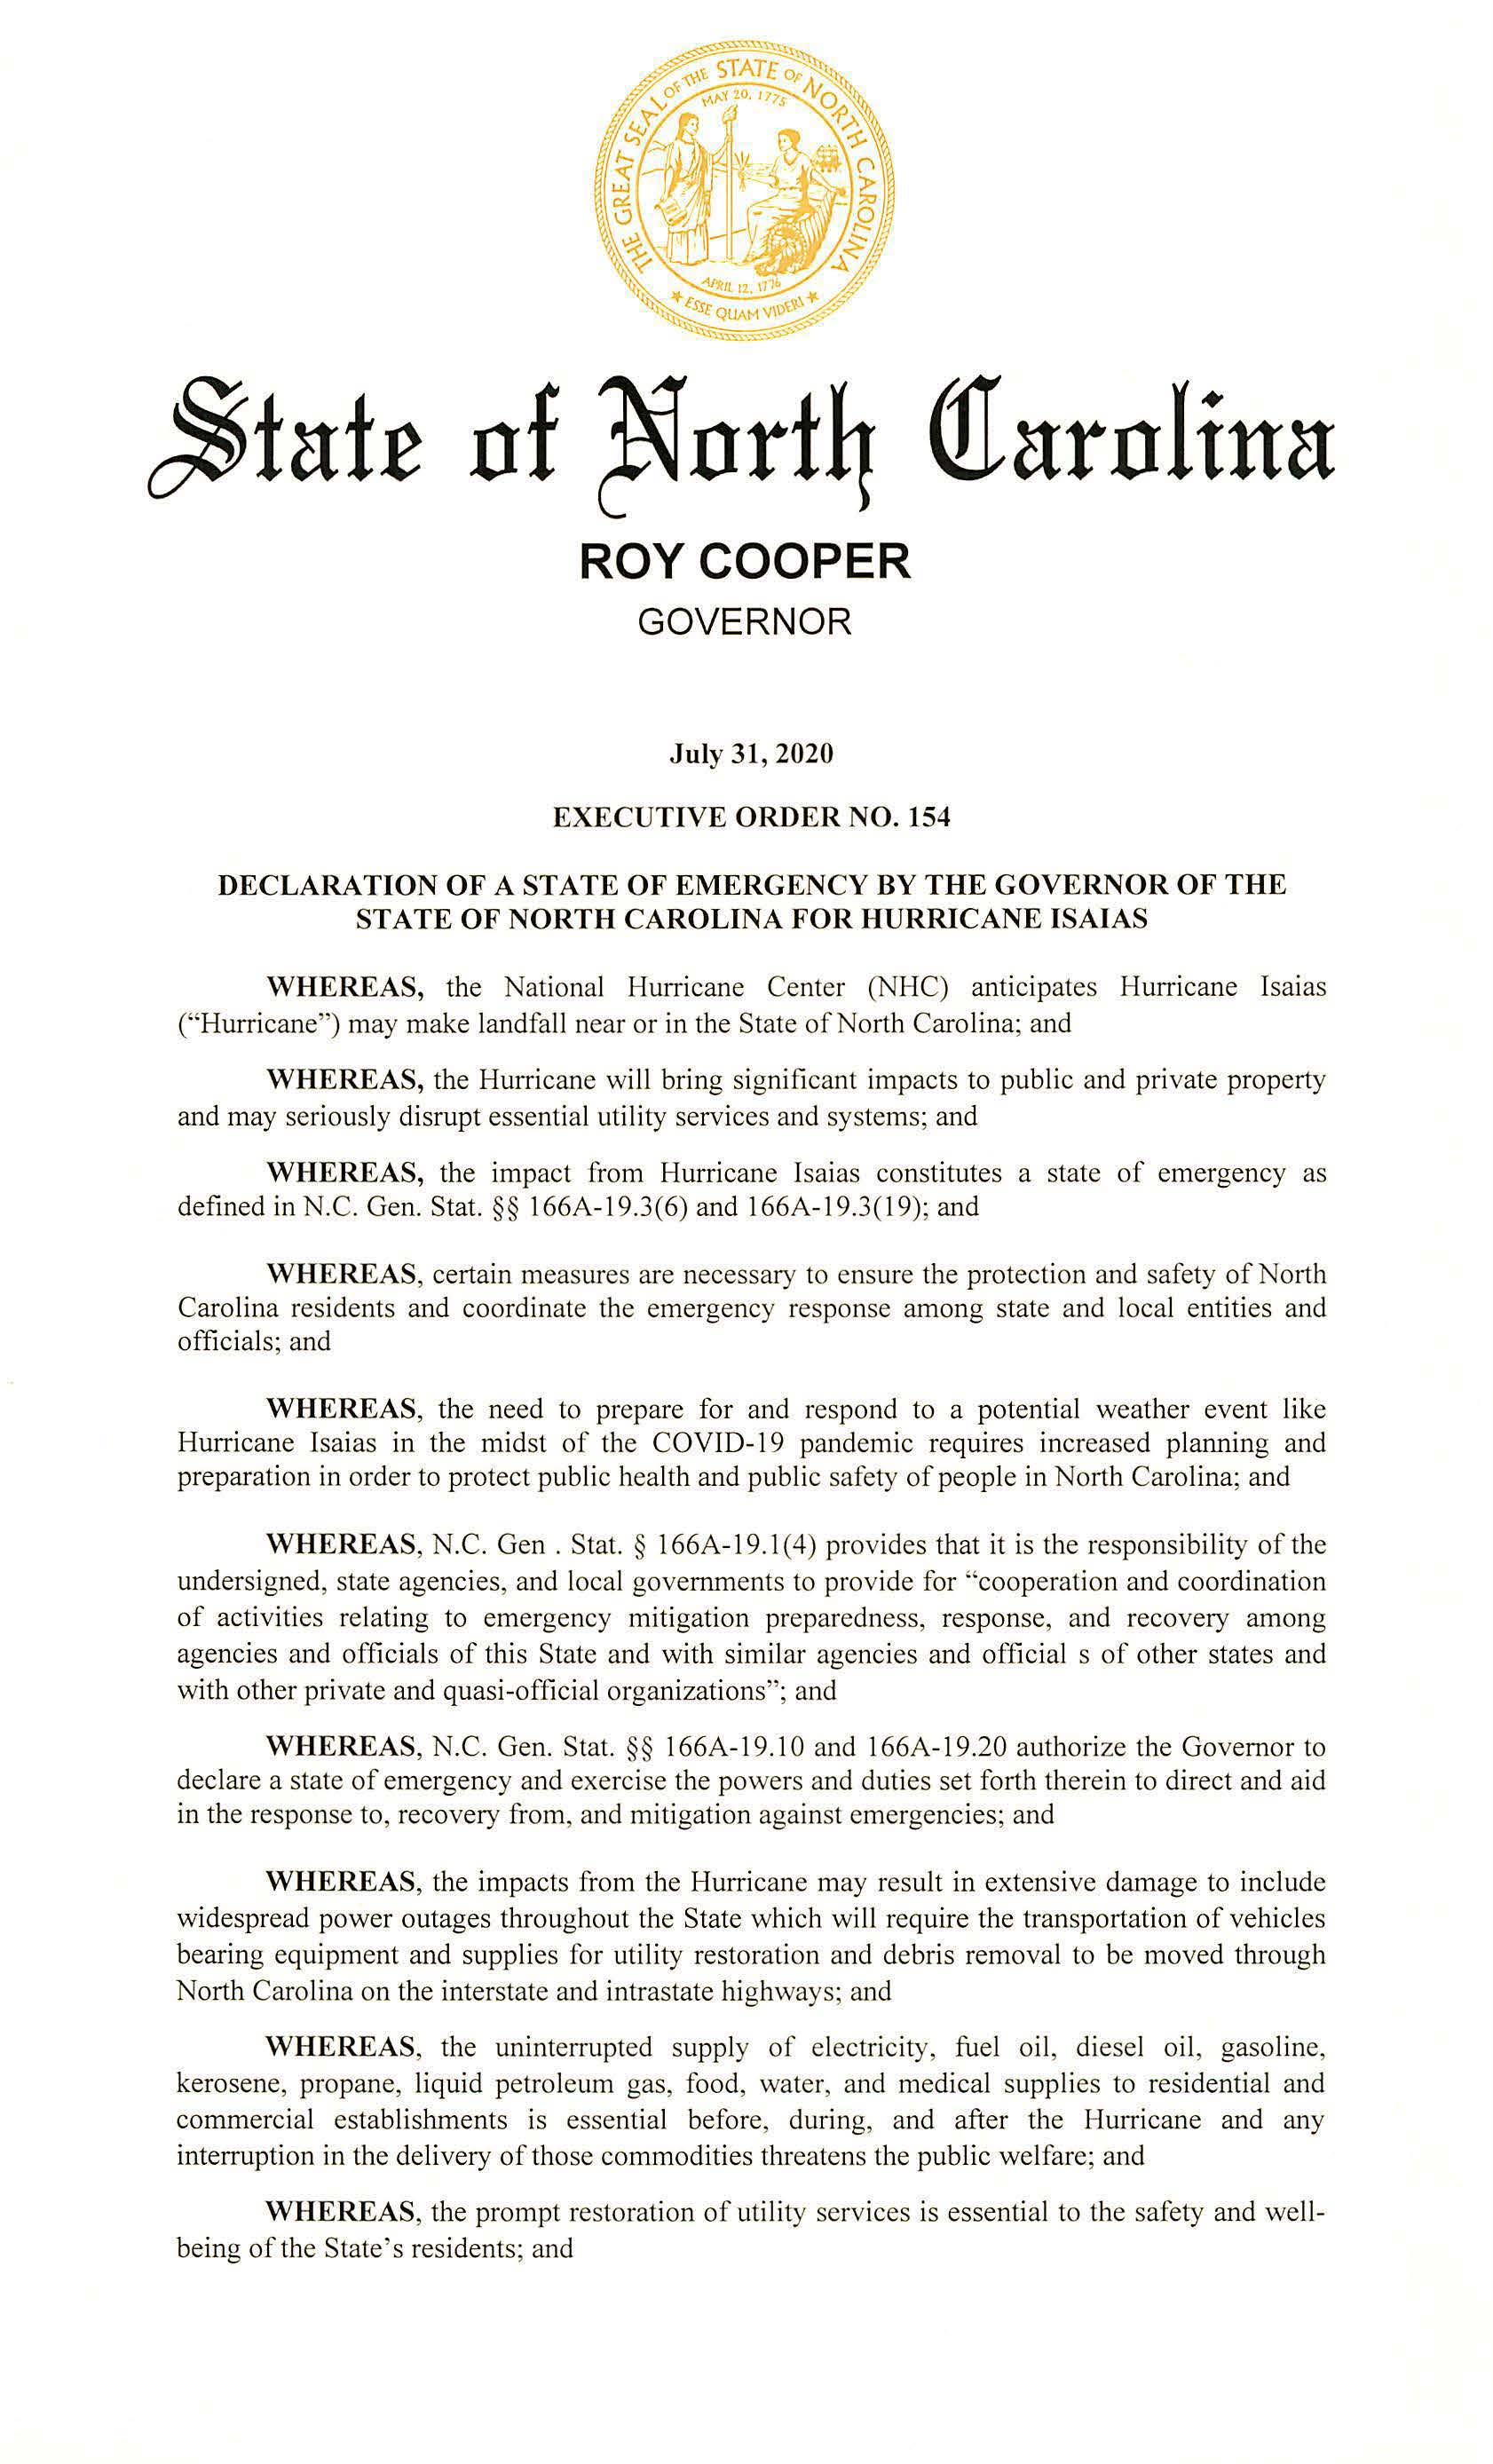 THE GREAT SEAL OF THE STATE OF NORTH CAROLINA
MAY 20, 1775
APRIL 12, 1776
★ ESSE QUAM VIDERI ★
State of North Carolina
ROY COOPER
GOVERNOR
July 31, 2020
EXECUTIVE ORDER NO. 154
DECLARATION OF A STATE OF EMERGENCY BY THE GOVERNOR OF THE
STATE OF NORTH CAROLINA FOR HURRICANE ISAIAS
WHEREAS, the National Hurricane Center (NHC) anticipates Hurricane Isaias
(“Hurricane”) may make landfall near or in the State of North Carolina; and
WHEREAS, the Hurricane will bring significant impacts to public and private property
and may seriously disrupt essential utility services and systems; and
WHEREAS, the impact from Hurricane Isaias constitutes a state of emergency as
defined in N.C. Gen. Stat. §§ 166A-19.3(6) and 166A-19.3(19); and
WHEREAS, certain measures are necessary to ensure the protection and safety of North
Carolina residents and coordinate the emergency response among state and local entities and
officials; and
WHEREAS, the need to prepare for and respond to a potential weather event like
Hurricane Isaias in the midst of the COVID-19 pandemic requires increased planning and
preparation in order to protect public health and public safety of people in North Carolina; and
WHEREAS, N.C. Gen . Stat. § 166A-19.1(4) provides that it is the responsibility of the
undersigned, state agencies, and local governments to provide for “cooperation and coordination
of activities relating to emergency mitigation preparedness, response, and recovery among
agencies and officials of this State and with similar agencies and official s of other states and
with other private and quasi-official organizations”; and
WHEREAS, N.C. Gen. Stat. §§ 166A-19.10 and 166A-19.20 authorize the Governor to
declare a state of emergency and exercise the powers and duties set forth therein to direct and aid
in the response to, recovery from, and mitigation against emergencies; and
WHEREAS, the impacts from the Hurricane may result in extensive damage to include
widespread power outages throughout the State which will require the transportation of vehicles
bearing equipment and supplies for utility restoration and debris removal to be moved through
North Carolina on the interstate and intrastate highways; and
WHEREAS, the uninterrupted supply of electricity, fuel oil, diesel oil, gasoline,
kerosene, propane, liquid petroleum gas, food, water, and medical supplies to residential and
commercial establishments is essential before, during, and after the Hurricane and any
interruption in the delivery of those commodities threatens the public welfare; and
WHEREAS, the prompt restoration of utility services is essential to the safety and well-
being of the State’s residents; and